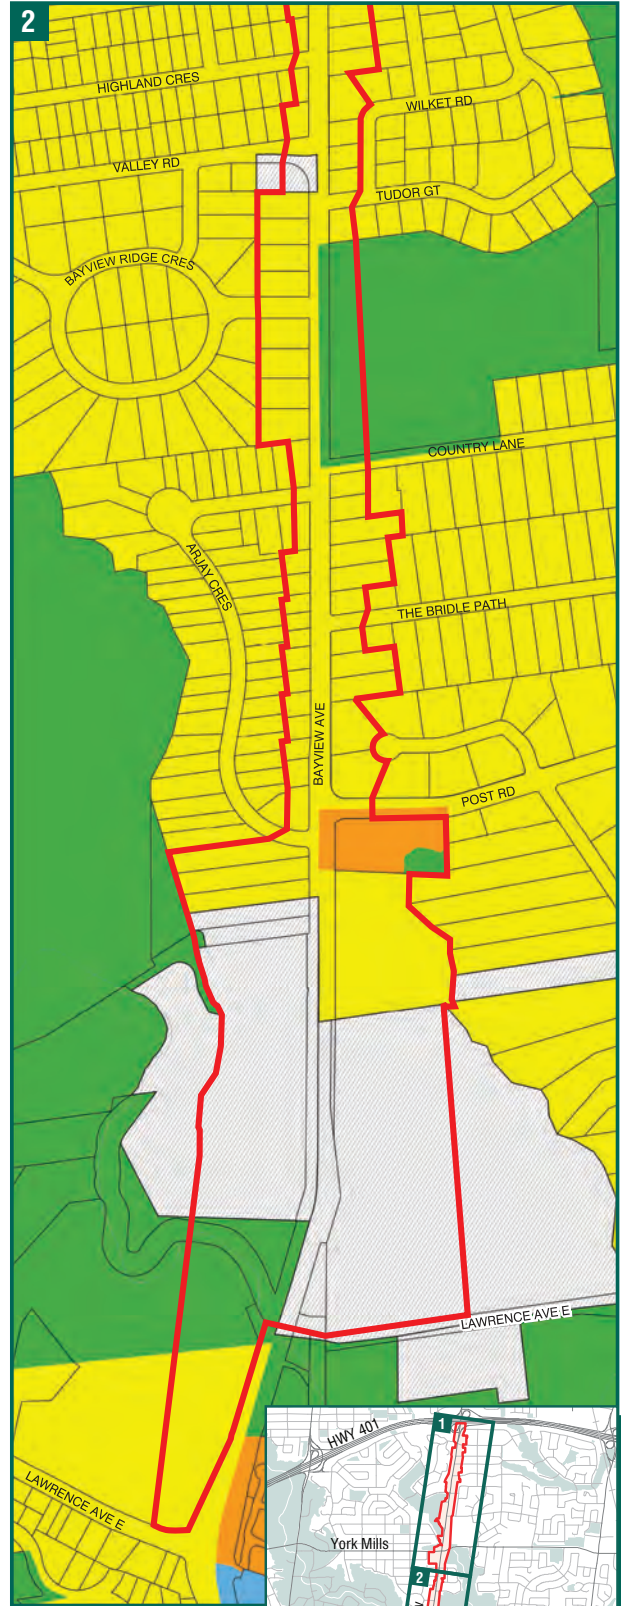 2
HIGHLAND CRES
WILKET RD
VALLEY RD
TUDOR GT
BAYVIEW RIDGE CRES
COUNTRY LANE
ARJAY CRES
THE BRIDLE PATH
BAYVIEW AVE
POST RD
LAWRENCE AVE E
LAWRENCE AVE E
HWY 401
1
York Mills
2